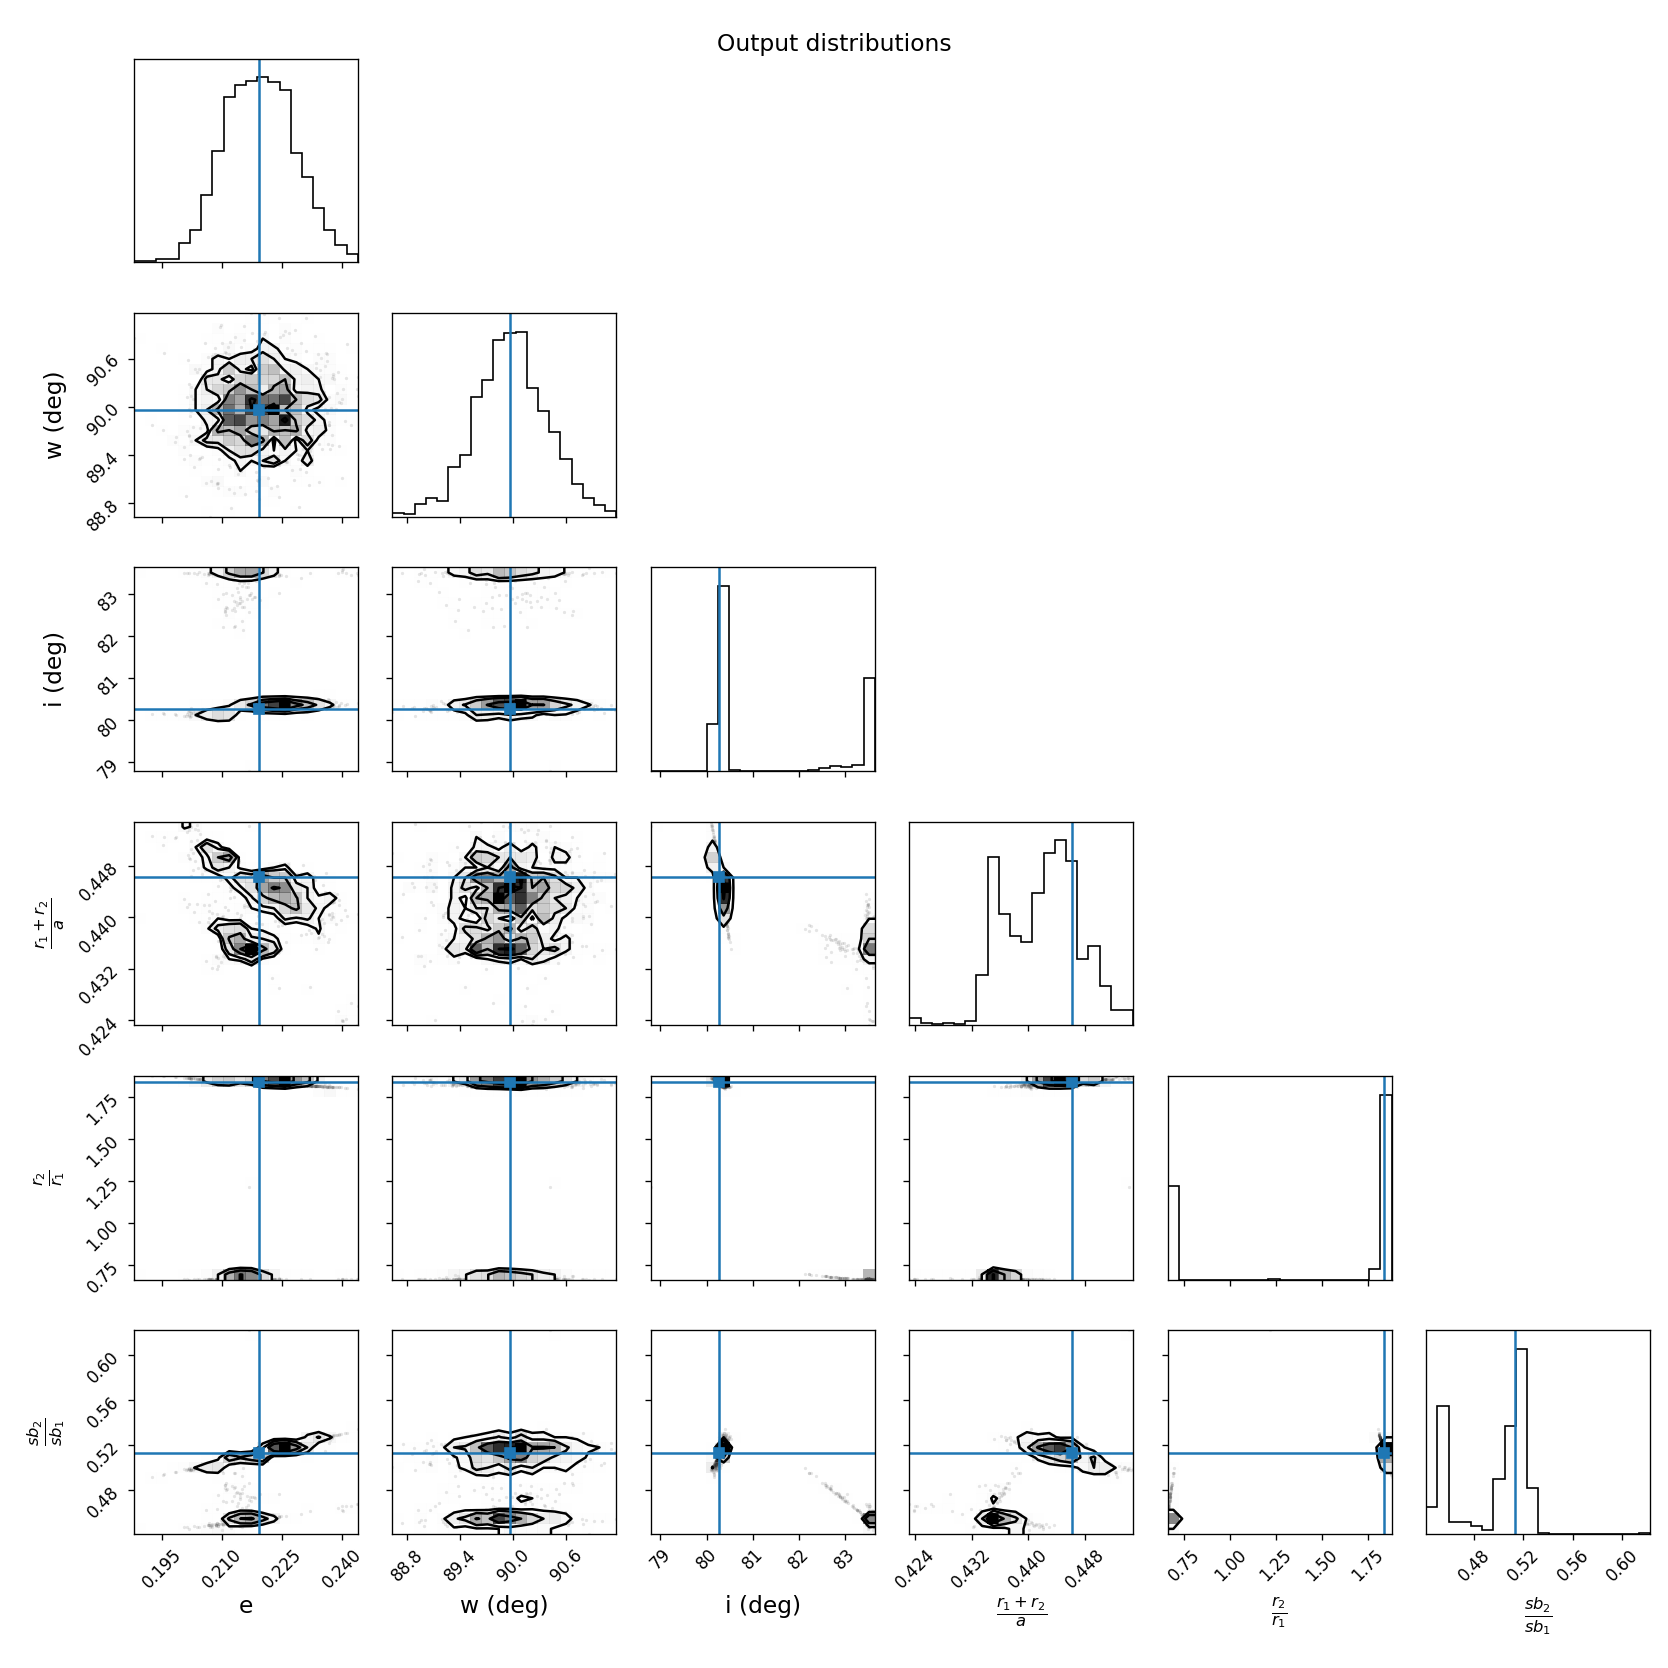 Output distributions
w (deg)
90.6
90.0
89.4
88.8
i (deg)
83
82
81
80
79
r₁ + r₂
a
0.448
0.440
0.432
0.424
r₂
r₁
1.75
1.50
1.25
1.00
0.75
sb₂
sb₁
0.60
0.56
0.52
0.48
0.195 0.210 0.225 0.240
88.8 89.4 90.0 90.6
79 80 81 82 83
0.424 0.432 0.440 0.448
0.75 1.00 1.25 1.50 1.75
0.48 0.52 0.56 0.60
e
w (deg)
i (deg)
r₁ + r₂
a
r₂
r₁
sb₂
sb₁